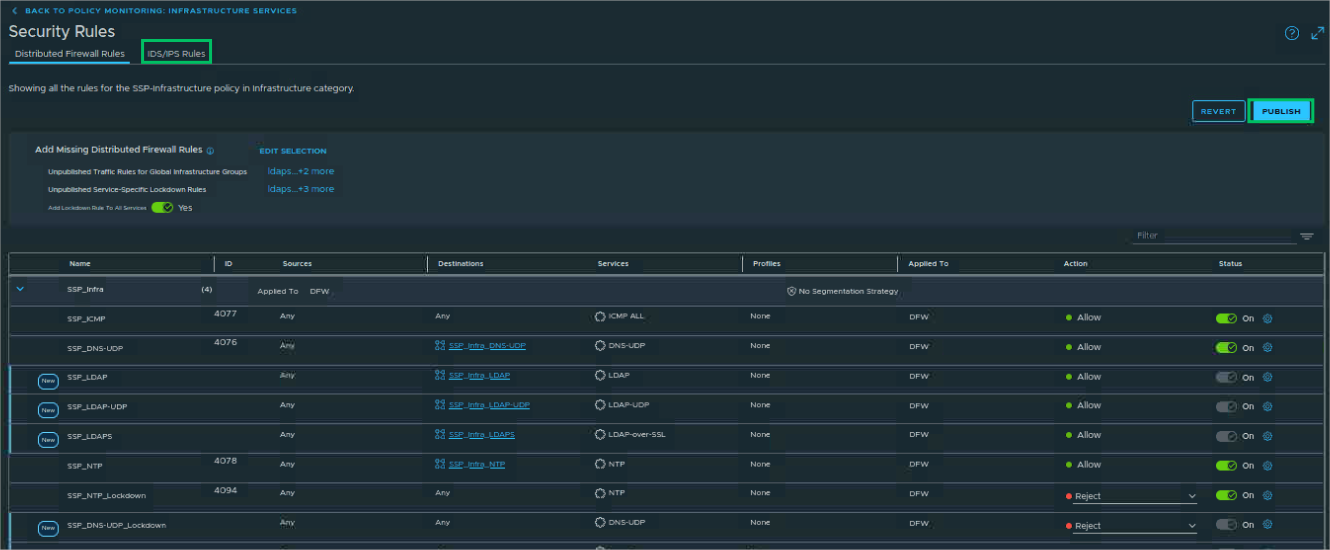 BACK TO POLICY MONITORING: INFRASTRUCTURE SERVICES
Security Rules
Distributed Firewall Rules IDS/IPS Rules
Showing all the rules for the SSP-Infrastructure policy in Infrastructure category.
REVERT PUBLISH
Add Missing Distributed Firewall Rules EDIT SELECTION
Unpublished Traffic Rules for Global Infrastructure Groups ldaps...+2 more
Unpublished Service-Specific Lockdown Rules ldaps...+3 more
Add Lockdown Rule To All Services Yes
Filter
Name ID Sources Destinations Services Profiles Applied To Action Status
SSP_Infra (4) Applied To DFW No Segmentation Strategy
SSP_ICMP 4077 Any Any ICMP ALL None DFW Allow On
SSP_DNS-UDP 4076 Any SSP_Infra_DNS-UDP DNS-UDP None DFW Allow On
New SSP_LDAP Any SSP_Infra_LDAP LDAP None DFW Allow On
New SSP_LDAP-UDP Any SSP_Infra_LDAP-UDP LDAP-UDP None DFW Allow On
New SSP_LDAPS Any SSP_Infra_LDAPS LDAP-over-SSL None DFW Allow On
SSP_NTP 4078 Any SSP_Infra_NTP NTP None DFW Allow On
SSP_NTP_Lockdown 4094 Any Any NTP None DFW Reject On
New SSP_DNS-UDP_Lockdown Any Any DNS-UDP None DFW Reject On